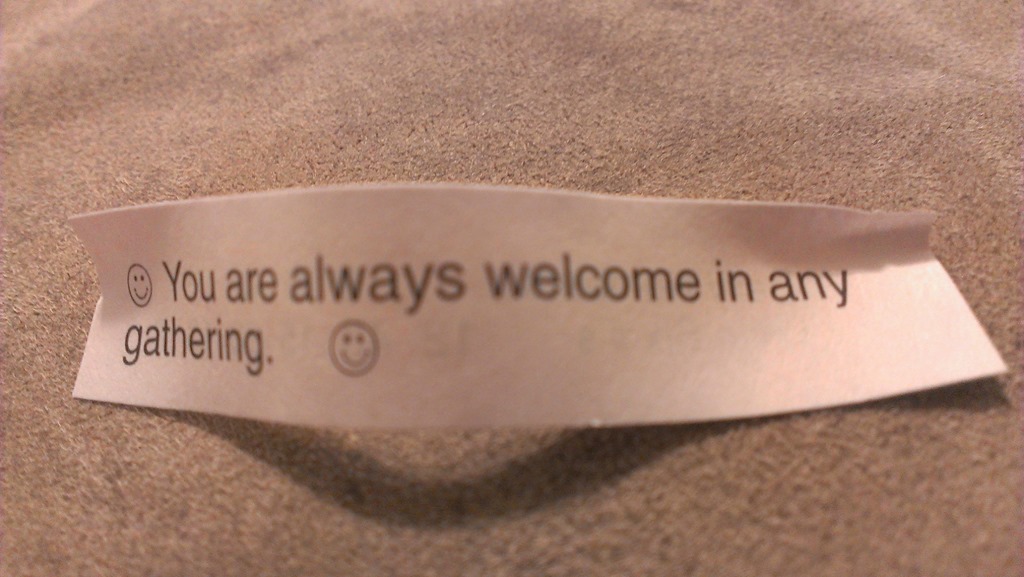 ☺ You are always welcome in any
gathering. ☺